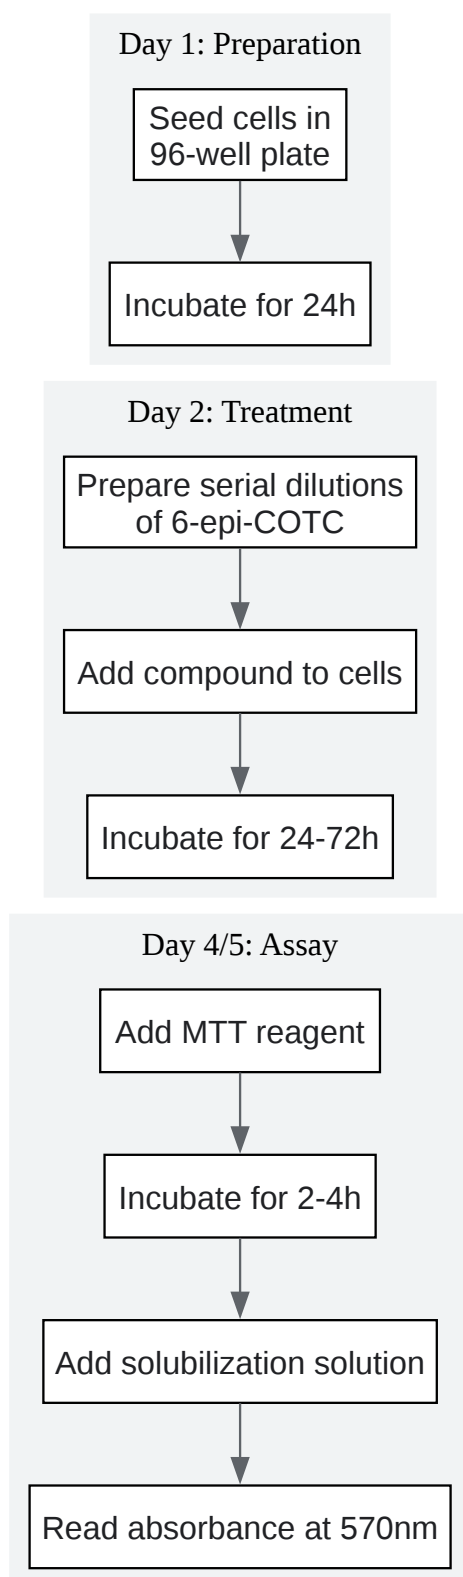 Day 1: Preparation
Seed cells in
96-well plate
Incubate for 24h
Day 2: Treatment
Prepare serial dilutions
of 6-epi-COTC
Add compound to cells
Incubate for 24-72h
Day 4/5: Assay
Add MTT reagent
Incubate for 2-4h
Add solubilization solution
Read absorbance at 570nm